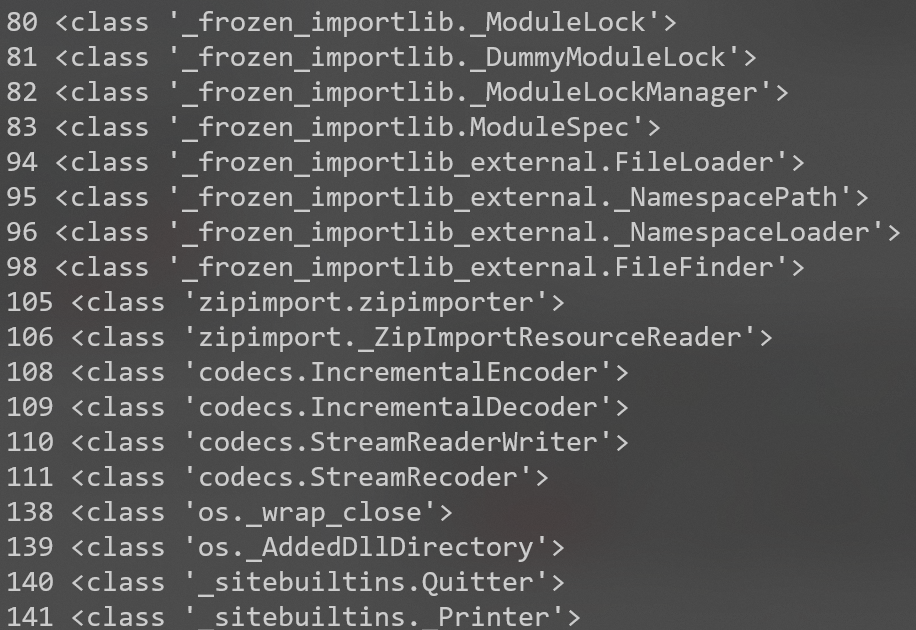 80 <class '_frozen_importlib._ModuleLock'>
81 <class '_frozen_importlib._DummyModuleLock'>
82 <class '_frozen_importlib._ModuleLockManager'>
83 <class '_frozen_importlib.ModuleSpec'>
94 <class '_frozen_importlib_external.FileLoader'>
95 <class '_frozen_importlib_external._NamespacePath'>
96 <class '_frozen_importlib_external._NamespaceLoader'>
98 <class '_frozen_importlib_external.FileFinder'>
105 <class 'zipimport.zipimporter'>
106 <class 'zipimport._ZipImportResourceReader'>
108 <class 'codecs.IncrementalEncoder'>
109 <class 'codecs.IncrementalDecoder'>
110 <class 'codecs.StreamReaderWriter'>
111 <class 'codecs.StreamRecoder'>
138 <class 'os._wrap_close'>
139 <class 'os._AddedDllDirectory'>
140 <class '_sitebuiltins.Quitter'>
141 <class '_sitebuiltins._Printer'>